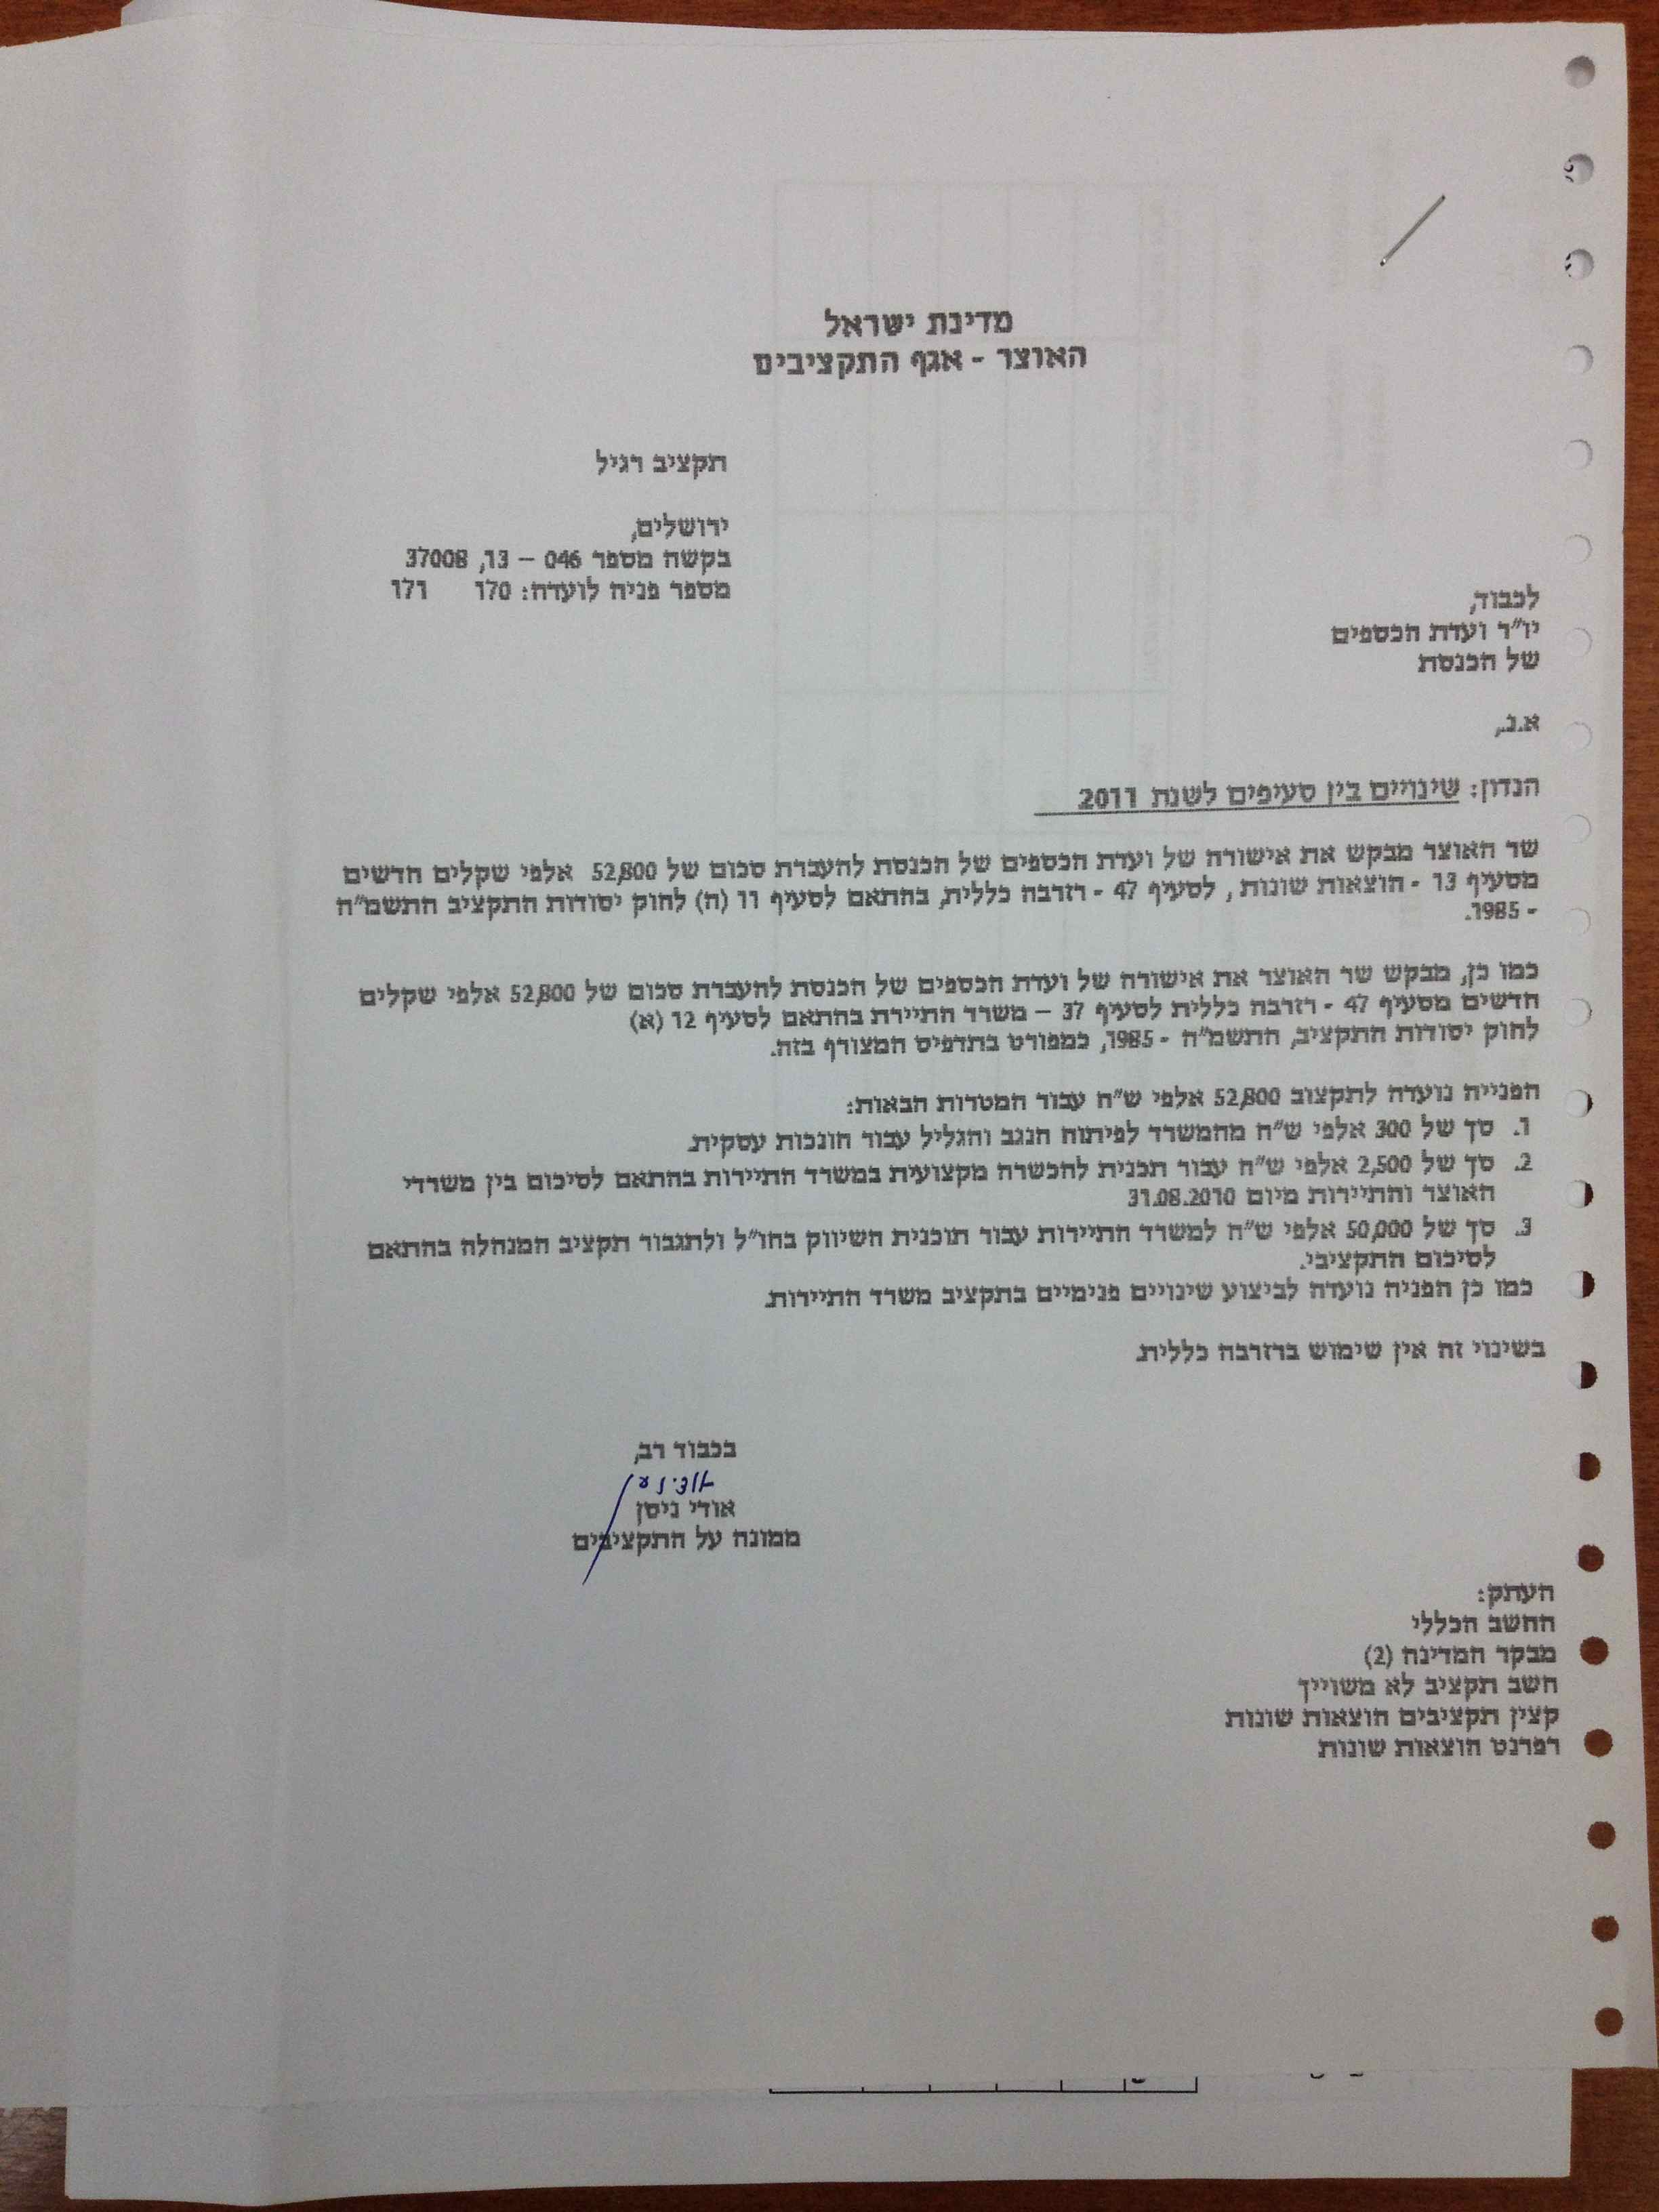 מדינת ישראל
האוצר - אגף התקציבים
תקציב רגיל
ירושלים,
בקשה מספר 046 – 13, 37008
מספר פניה לועדה: 170 171
לכבוד,
יו"ר ועדת הכספים
של הכנסת
א.נ.,
הנדון: שינויים בין סעיפים לשנת 2011
שר האוצר מבקש את אישורה של ועדת הכספים של הכנסת להעברת סכום של 52,800 אלפי שקלים חדשים
מסעיף 13 - הוצאות שונות , לסעיף 47 - רזרבה כללית, בהתאם לסעיף 11 (ה) לחוק יסודות התקציב התשמ"ה
- 1985.
כמו כן, מבקש שר האוצר את אישורה של ועדת הכספים של הכנסת להעברת סכום של 52,800 אלפי שקלים
חדשים מסעיף 47 - רזרבה כללית לסעיף 37 – משרד התיירת בהתאם לסעיף 12 (א)
לחוק יסודות התקציב, התשמ"ה - 1985, כמפורט בתדפיס המצורף בזה.
הפנייה נועדה לתקצוב 52,800 אלפי ש"ח עבור המטרות הבאות:
1. סך של 300 אלפי ש"ח מהמשרד לפיתוח הנגב והגליל עבור חונכות עסקית.
2. סך של 2,500 אלפי ש"ח עבור תכנית להכשרה מקצועית במשרד התיירות בהתאם לסיכום בין משרדי
האוצר והתיירות מיום 31.08.2010
3. סך של 50,000 אלפי ש"ח למשרד התיירות עבור תוכנית השיווק בחו"ל ולתגבור תקציב המנהלה בהתאם
לסיכום התקציבי.
כמו כן הפניה נועדה לביצוע שינויים פנימיים בתקציב משרד התיירות.
בשינוי זה אין שימוש ברזרבה כללית.
בכבוד רב,
אודי ניסן
ממונה על התקציבים
העתק:
החשב הכללי
מבקר המדינה (2)
חשב תקציב לא משוייך
קצין תקציבים הוצאות שונות
רפרנט הוצאות שונות